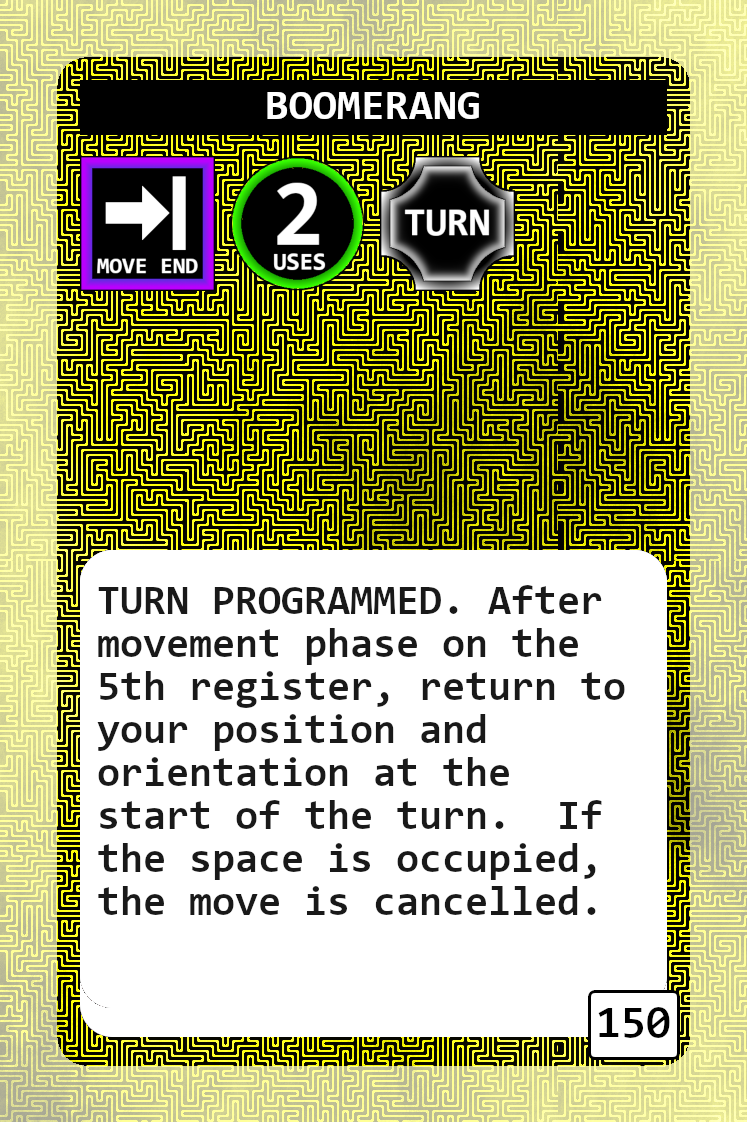 BOOMERANG
MOVE END
2
USES
TURN
TURN PROGRAMMED. After
movement phase on the
5th register, return to
your position and
orientation at the
start of the turn.  If
the space is occupied,
the move is cancelled.
150